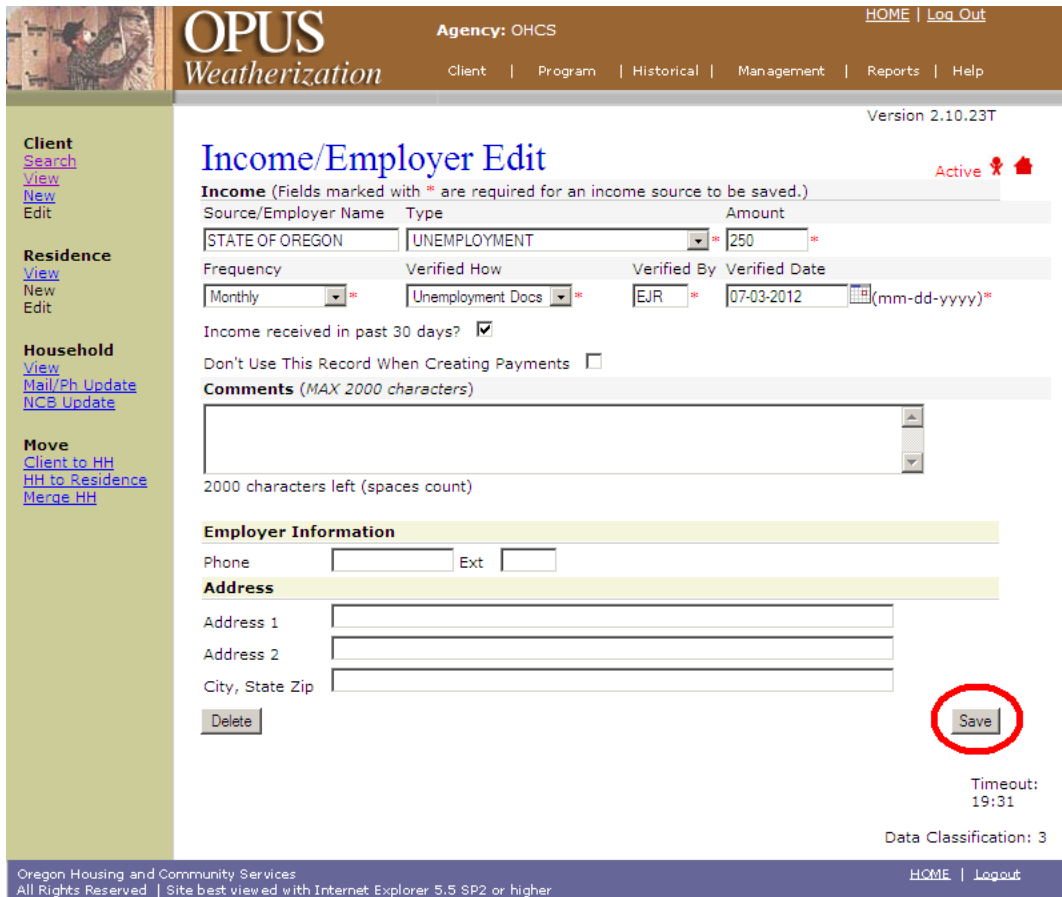 OPUS
Weatherization
Agency: OHCS
HOME | Log Out
Client | Program | Historical | Management | Reports | Help
Version 2.10.23T
Client
Search
View
New
Edit
Residence
View
New
Edit
Household
View
Mail/Ph Update
NCB Update
Move
Client to HH
HH to Residence
Merge HH
Income/Employer Edit
Active
Income (Fields marked with * are required for an income source to be saved.)
Source/Employer Name Type Amount
STATE OF OREGON UNEMPLOYMENT * 250 *
Frequency Verified How Verified By Verified Date
Monthly * Unemployment Docs * EJR * 07-03-2012 (mm-dd-yyyy)*
Income received in past 30 days?
Don't Use This Record When Creating Payments
Comments (MAX 2000 characters)
2000 characters left (spaces count)
Employer Information
Phone Ext
Address
Address 1
Address 2
City, State Zip
Delete Save
Timeout:
19:31
Data Classification: 3
Oregon Housing and Community Services HOME | Logout
All Rights Reserved | Site best viewed with Internet Explorer 5.5 SP2 or higher